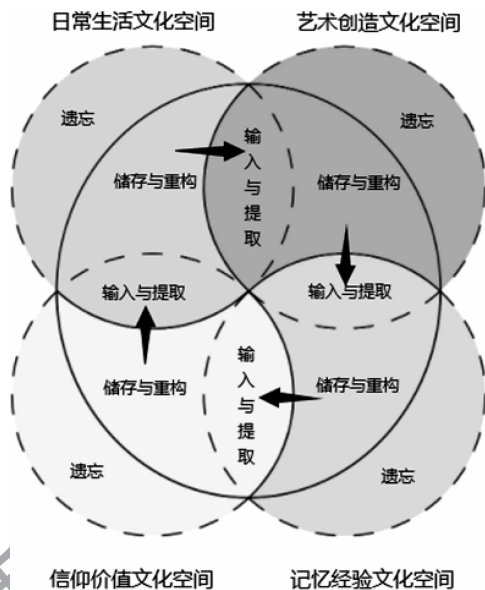 日常生活文化空间
艺术创造文化空间
遗忘
遗忘
输入与提取
储存与重构
储存与重构
输入与提取
输入与提取
输入与提取
储存与重构
储存与重构
遗忘
遗忘
信仰价值文化空间
记忆经验文化空间